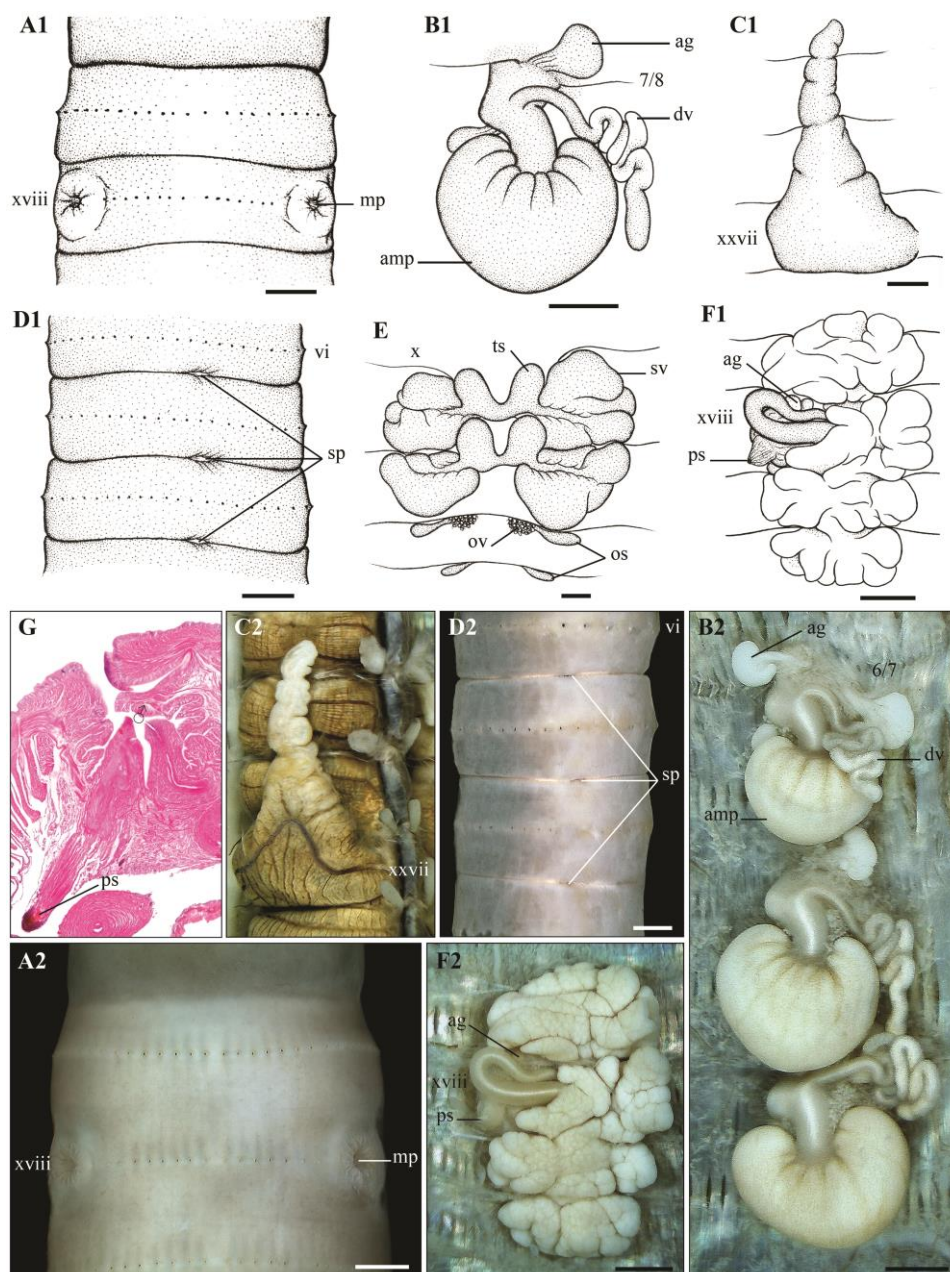 A1
xviii
mp
B1
ag
7/8
dv
amp
C1
xxvii
D1
vi
sp
E
x
ts
sv
ov
os
F1
ag
xviii
ps
G
♂
ps
C2
xxvii
D2
vi
sp
B2
ag
6/7
dv
amp
A2
xviii
mp
F2
ag
xviii
ps